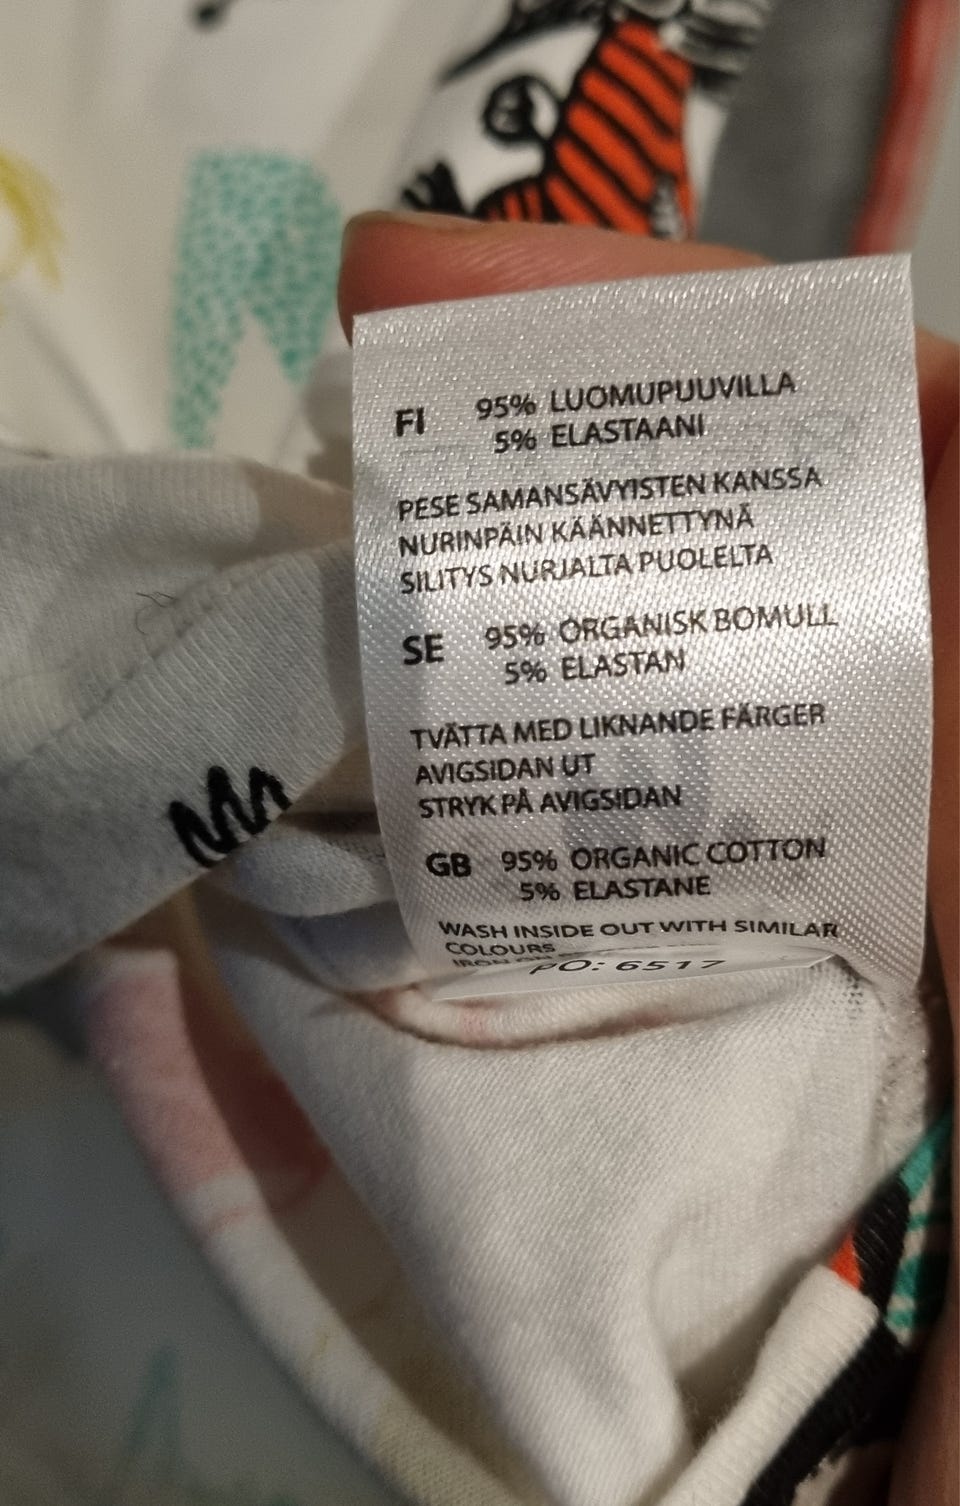 FI 95% LUOMUPUUVILLA
5% ELASTAANI
PESE SAMANSÄVYISTEN KANSSA
NURINPÄIN KÄÄNNETTYNÄ
SILITYS NURJALTA PUOLELTA
SE 95% ORGANISK BOMULL
5% ELASTAN
TVÄTTA MED LIKNANDE FÄRGER
AVIGSIDAN UT
STRYK PÅ AVIGSIDAN
GB 95% ORGANIC COTTON
5% ELASTANE
WASH INSIDE OUT WITH SIMILAR
COLOURS
IRON ON
PO: 6517